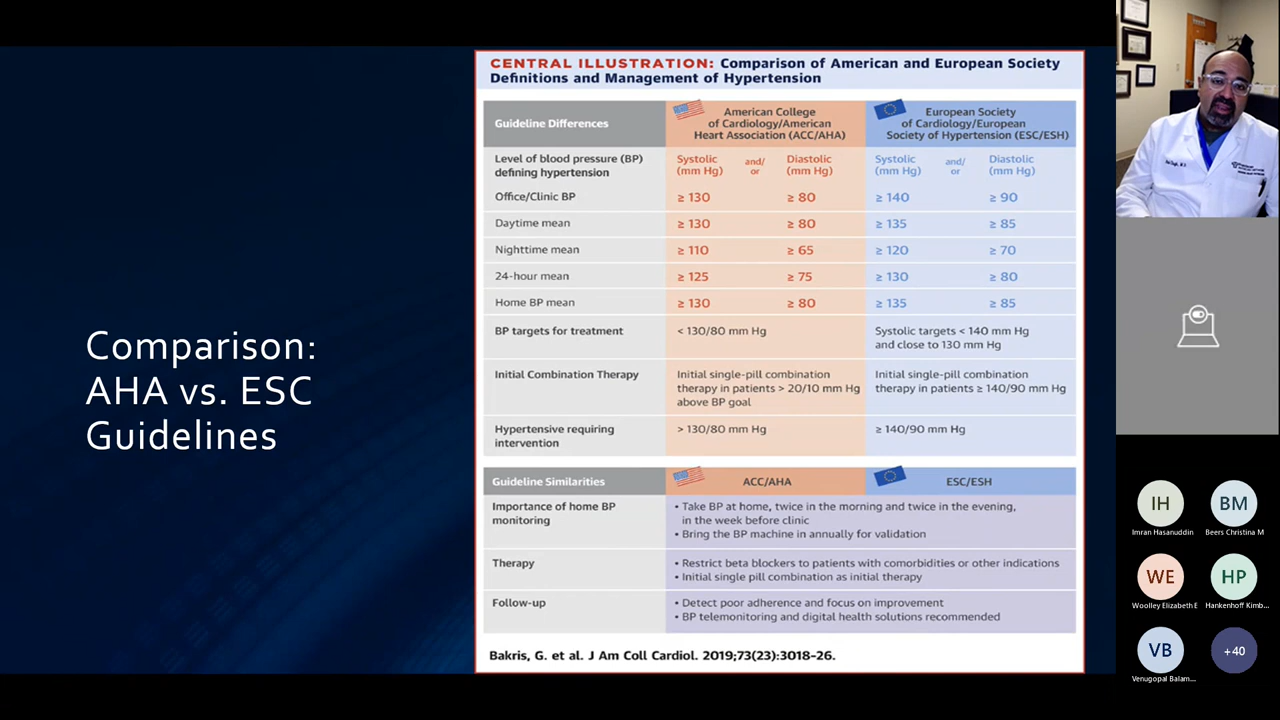 Comparison:
AHA vs. ESC
Guidelines
CENTRAL ILLUSTRATION: Comparison of American and European Society
Definitions and Management of Hypertension
Guideline Differences
American College
of Cardiology/American
Heart Association (ACC/AHA)
European Society
of Cardiology/European
Society of Hypertension (ESC/ESH)
Level of blood pressure (BP)
defining hypertension
Systolic
(mm Hg)
and/
or
Diastolic
(mm Hg)
Systolic
(mm Hg)
and/
or
Diastolic
(mm Hg)
Office/Clinic BP ≥ 130 ≥ 80 ≥ 140 ≥ 90
Daytime mean ≥ 130 ≥ 80 ≥ 135 ≥ 85
Nighttime mean ≥ 110 ≥ 65 ≥ 120 ≥ 70
24-hour mean ≥ 125 ≥ 75 ≥ 130 ≥ 80
Home BP mean ≥ 130 ≥ 80 ≥ 135 ≥ 85
BP targets for treatment
< 130/80 mm Hg
Systolic targets < 140 mm Hg
and close to 130 mm Hg
Initial Combination Therapy
Initial single-pill combination
therapy in patients > 20/10 mm Hg
above BP goal
Initial single-pill combination
therapy in patients ≥ 140/90 mm Hg
Hypertensive requiring
intervention
> 130/80 mm Hg
≥ 140/90 mm Hg
Guideline Similarities ACC/AHA ESC/ESH
Importance of home BP
monitoring
• Take BP at home, twice in the morning and twice in the evening,
in the week before clinic
• Bring the BP machine in annually for validation
Therapy
• Restrict beta blockers to patients with comorbidities or other indications
• Initial single pill combination as initial therapy
Follow-up
• Detect poor adherence and focus on improvement
• BP telemonitoring and digital health solutions recommended
Bakris, G. et al. J Am Coll Cardiol. 2019;73(23):3018-26.
IH
Imran Hasanuddin
BM
Beers Christina M
WE
Woolley Elizabeth E
HP
Hankenhoff Kimb...
VB
Venugopal Balam...
+40